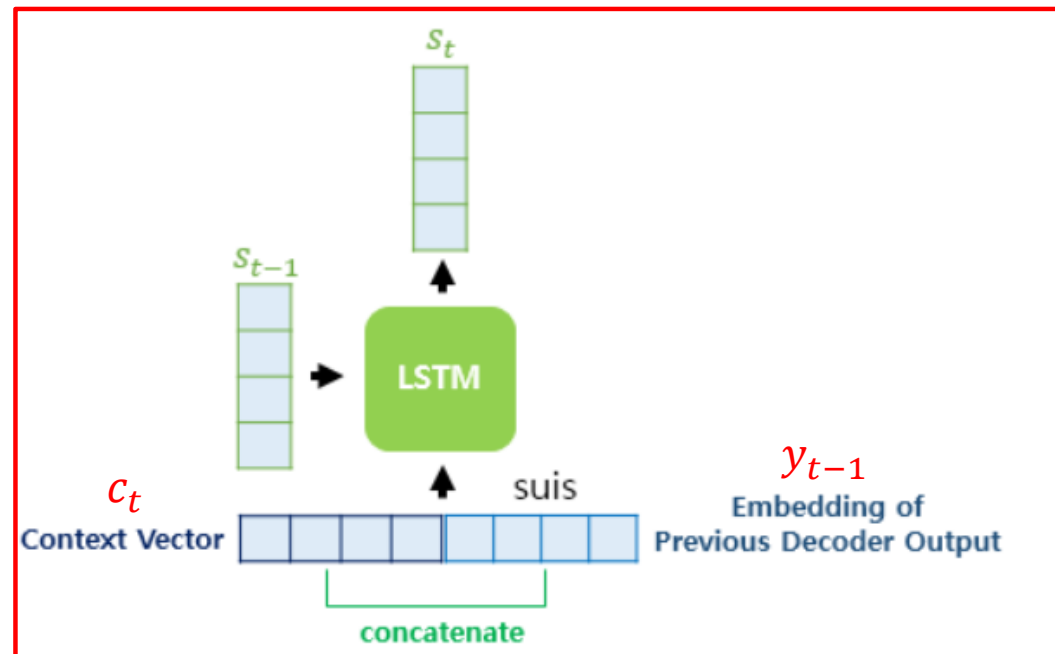 s_t
s_{t-1}
LSTM
c_t
suis
y_{t-1}
Context Vector
Embedding of
Previous Decoder Output
concatenate